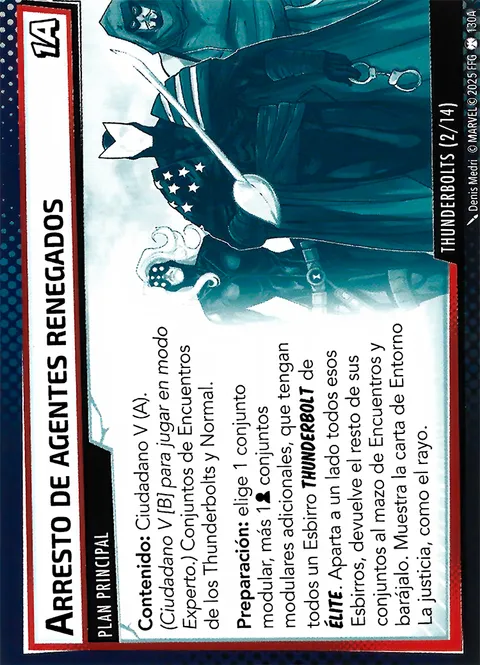 ARRESTO DE AGENTES RENEGADOS
1A
PLAN PRINCIPAL
Contenido: Ciudadano V (A).
(Ciudadano V [B] para jugar en modo
Experto.) Conjuntos de Encuentros
de los Thunderbolts y Normal.
Preparación: elige 1 conjunto
modular, más 1 conjuntos
modulares adicionales, que tengan
todos un Esbirro THUNDERBOLT de
ÉLITE. Aparta a un lado todos esos
Esbirros, devuelve el resto de sus
conjuntos al mazo de Encuentros y
barájalo. Muestra la carta de Entorno
La justicia, como el rayo.
THUNDERBOLTS (2/14)
Denis Medri © MARVEL © 2025 FFG 130A